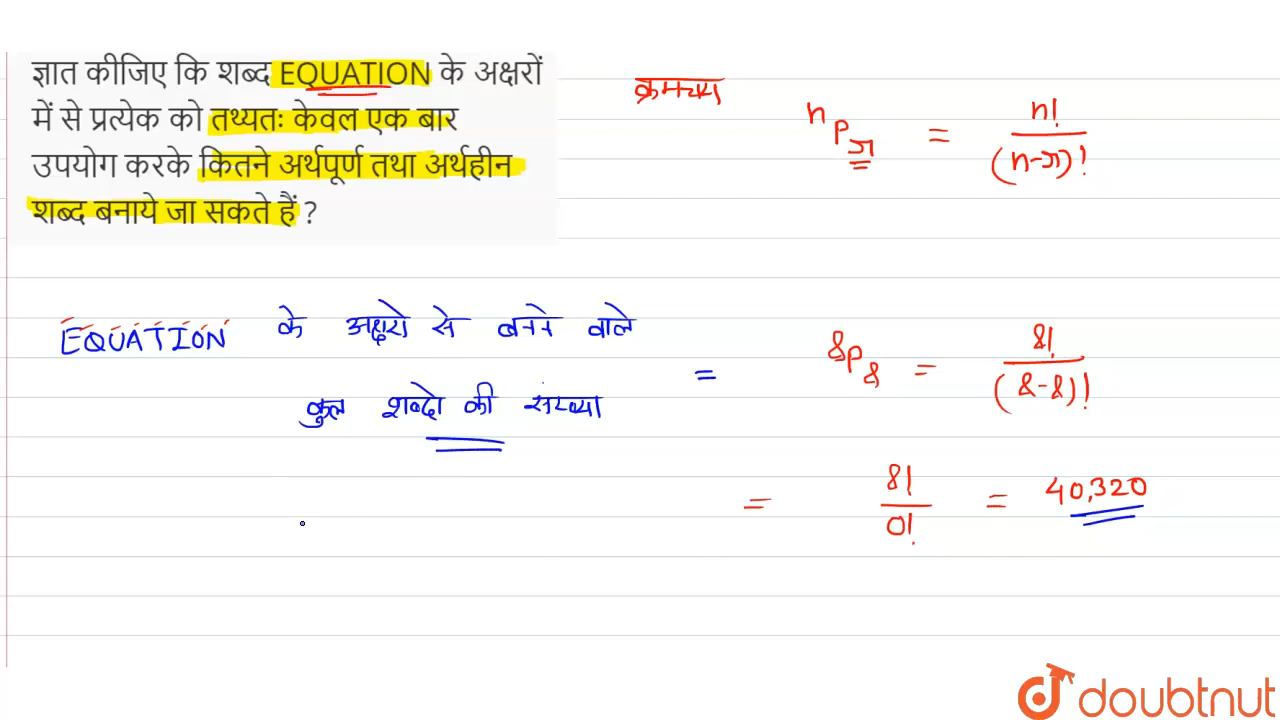 ज्ञात कीजिए कि शब्द EQUATION के अक्षरों
में से प्रत्येक को तथ्यतः केवल एक बार
उपयोग करके कितने अर्थपूर्ण तथा अर्थहीन
शब्द बनाये जा सकते हैं ?
क्रमचय
nPr = n!/(n-r)!
EQUATION के अक्षरो से बनने वाले
कुल शब्दो की संख्या
= 8P8 = 8!/(8-8)!
= 8!/0! = 40,320
doubtnut